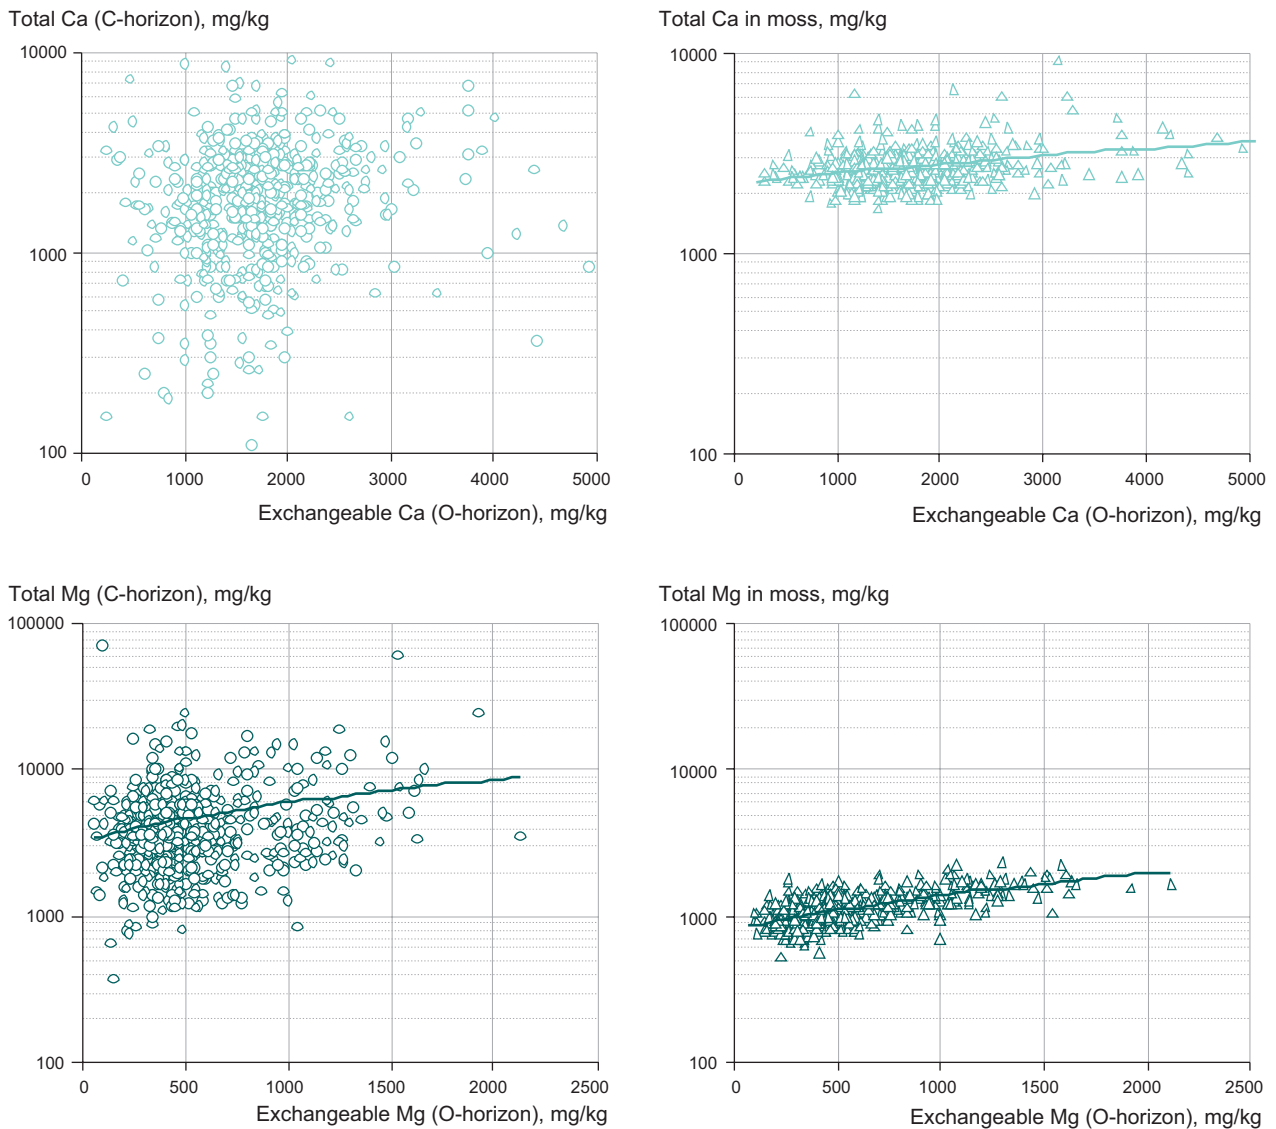 Total Ca (C-horizon), mg/kg
10000
1000
100
0 1000 2000 3000 4000 5000
Exchangeable Ca (O-horizon), mg/kg
Total Ca in moss, mg/kg
10000
1000
100
0 1000 2000 3000 4000 5000
Exchangeable Ca (O-horizon), mg/kg
Total Mg (C-horizon), mg/kg
100000
10000
1000
100
0 500 1000 1500 2000 2500
Exchangeable Mg (O-horizon), mg/kg
Total Mg in moss, mg/kg
100000
10000
1000
100
0 500 1000 1500 2000 2500
Exchangeable Mg (O-horizon), mg/kg